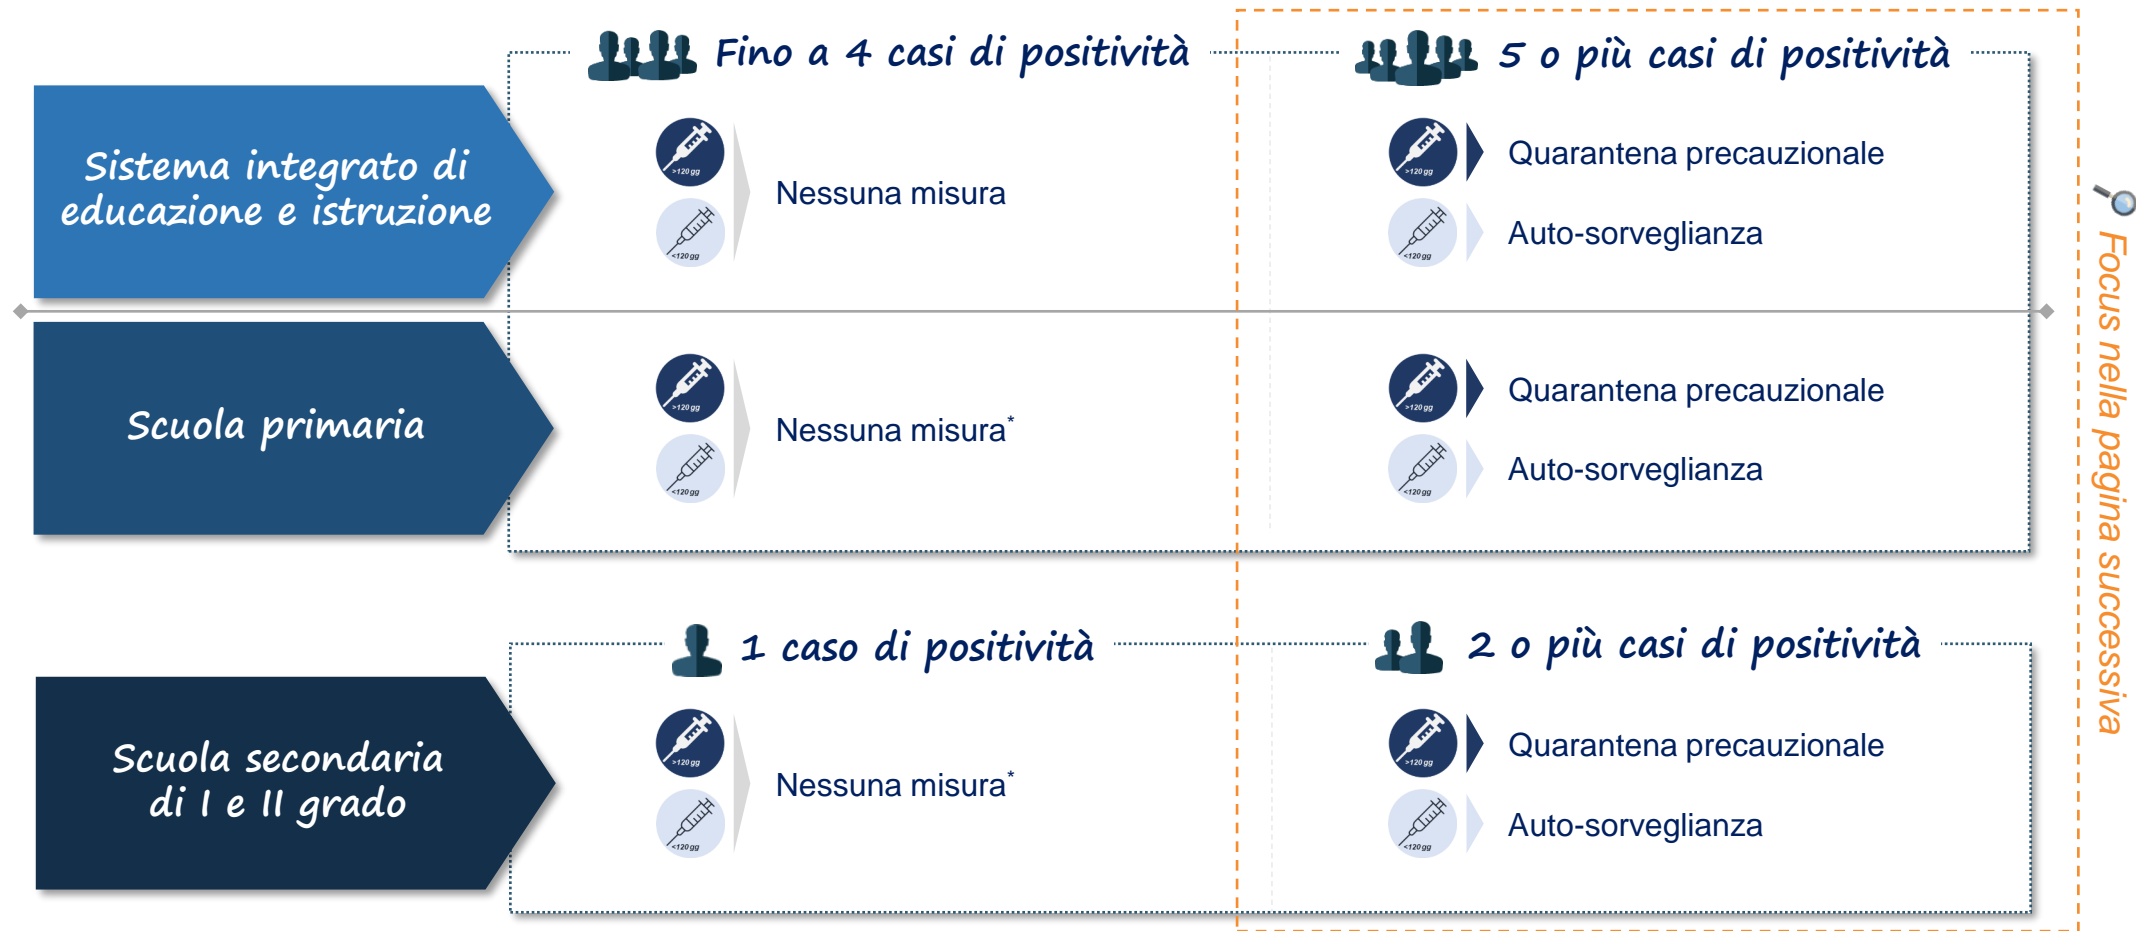 Fino a 4 casi di positività
5 o più casi di positività
Sistema integrato di
educazione e istruzione
>120 gg
<120 gg
Nessuna misura
>120 gg
Quarantena precauzionale
<120 gg
Auto-sorveglianza
Scuola primaria
>120 gg
<120 gg
Nessuna misura*
>120 gg
Quarantena precauzionale
<120 gg
Auto-sorveglianza
1 caso di positività
2 o più casi di positività
Scuola secondaria
di I e II grado
>120 gg
<120 gg
Nessuna misura*
>120 gg
Quarantena precauzionale
<120 gg
Auto-sorveglianza
Focus nella pagina successiva